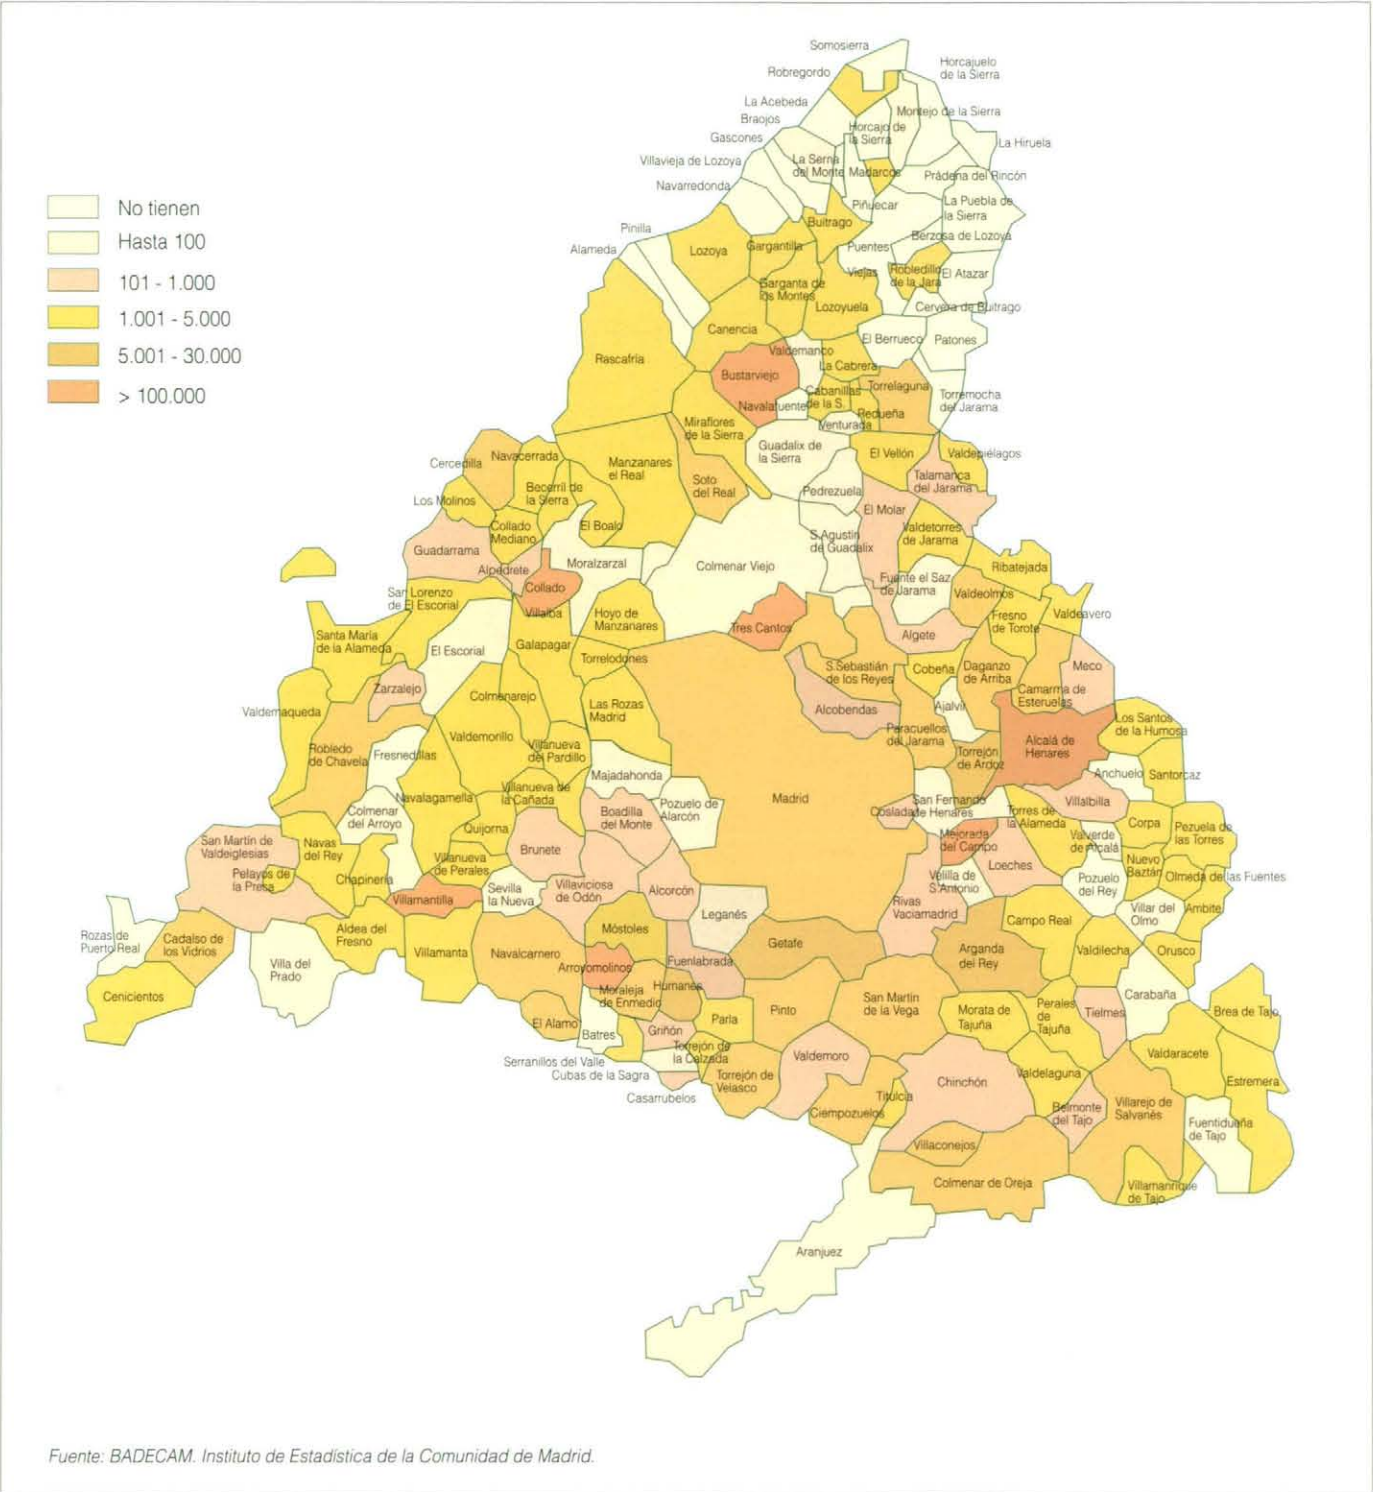 Somosierra
Horcajuelo
de la Sierra
Robregordo
La Acebeda
Montejo de la Sierra
Braojos
Horcajo de
la Sierra
Gascones
La Hiruela
Villavieja de Lozoya
La Serna
del Monte
Madarcos
Prádena del Rincón
Navarredonda
Piñuecar
La Puebla de
la Sierra
No tienen
Hasta 100
101 - 1.000
1.001 - 5.000
5.001 - 30.000
> 100.000
Pinilla
Buitrago
Berzosa de Lozoya
Alameda
Lozoya
Gargantilla
Puentes
Viejas
Robledillo
de la Jara
El Atazar
Garganta de
los Montes
Lozoyuela
Cervera de Buitrago
Canencia
El Berrueco
Patones
Rascafría
Valdemanco
La Cabrera
Bustarviejo
Torrelaguna
Cabanillas
de la S.
Torremocha
del Jarama
Navalafuente
Redueña
Miraflores
de la Sierra
Venturada
Guadalix de
la Sierra
El Vellón
Valdepiélagos
Cercedilla
Navacerrada
Manzanares
el Real
Soto
del Real
Talamanca
del Jarama
Becerril de
la Sierra
Pedrezuela
Los Molinos
El Molar
Collado
Mediano
El Boalo
S.Agustín
de Guadalix
Valdetorres
de Jarama
Guadarrama
Alpedrete
Moralzarzal
Colmenar Viejo
Ribatejada
Collado
Villalba
Fuente el Saz
de Jarama
Valdeolmos
San Lorenzo
de El Escorial
Hoyo de
Manzanares
Fresno
de Torote
Valdeavero
Santa María
de la Alameda
Tres Cantos
Algete
El Escorial
Galapagar
Torrelodones
S.Sebastián
de los Reyes
Cobeña
Daganzo
de Arriba
Meco
Zarzalejo
Colmenarejo
Camarma de
Esteruelas
Valdemaqueda
Las Rozas
Madrid
Alcobendas
Ajalvir
Los Santos
de la Humosa
Robledo
de Chavela
Fresnedillas
Valdemorillo
Villanueva
del Pardillo
Paracuellos
del Jarama
Torrejón
de Ardoz
Alcalá de
Henares
Majadahonda
Anchuelo
Santorcaz
Navalagamella
Villanueva de
la Cañada
Madrid
Colmenar
del Arroyo
Boadilla
del Monte
Pozuelo de
Alarcón
Coslada
San Fernando
de Henares
Torres de
la Alameda
Villalbilla
Quijorna
Mejorada
del Campo
Valverde
de Alcalá
Corpa
Pezuela de
las Torres
San Martín de
Valdeiglesias
Navas
del Rey
Brunete
Villanueva
de Perales
Loeches
Nuevo
Baztán
Pelayos de
la Presa
Chapinería
Velilla de
S.Antonio
Pozuelo
del Rey
Olmeda de las Fuentes
Villamantilla
Sevilla
la Nueva
Villaviciosa
de Odón
Alcorcón
Leganés
Rivas
Vaciamadrid
Campo Real
Villar del
Olmo
Ambite
Rozas de
Puerto Real
Cadalso de
los Vidrios
Aldea del
Fresno
Móstoles
Villamanta
Navalcarnero
Getafe
Arganda
del Rey
Valdilecha
Orusco
Villa del
Prado
Arroyomolinos
Fuenlabrada
Cenicientos
Moraleja
de Enmedio
Humanes
Carabaña
El Alamo
Batres
Griñón
Parla
Pinto
San Martín
de la Vega
Morata de
Tajuña
Perales
de
Tajuña
Tielmes
Brea de Tajo
Serranillos del Valle
Torrejón de
la Calzada
Valdemoro
Valdaracete
Cubas de la Sagra
Casarrubelos
Torrejón de
Velasco
Chinchón
Valdelaguna
Estremera
Titulcia
Ciempozuelos
Belmonte
del Tajo
Villarejo de
Salvanés
Fuentidueña
de Tajo
Villaconejos
Colmenar de Oreja
Villamanrique
de Tajo
Aranjuez
Fuente: BADECAM. Instituto de Estadística de la Comunidad de Madrid.